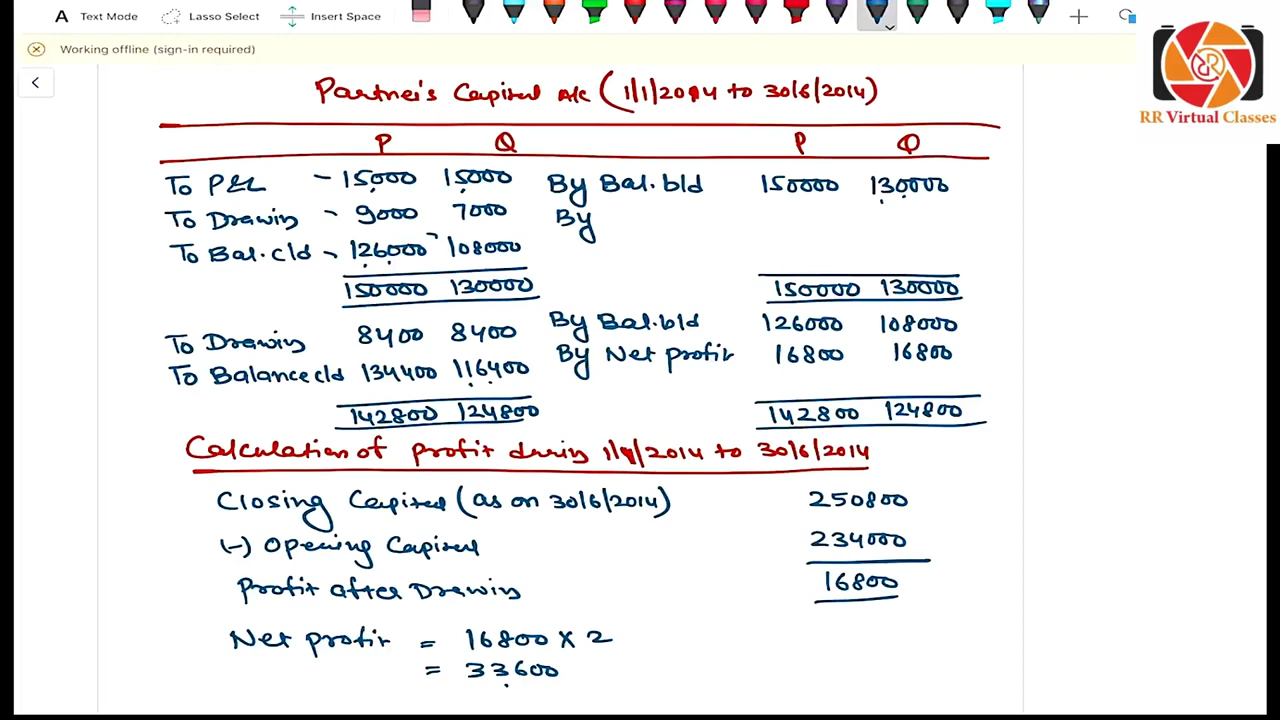 A Text Mode Lasso Select Insert Space
Working offline (sign-in required)
RR Virtual Classes
Partner's Capital A/c (1/1/2014 to 30/6/2014)
P Q P Q
To P&L - 15000 15000 By Bal. b/d 150000 130000
To Drawing - 9000 7000 By
To Bal. c/d - 126000 108000
150000 130000 150000 130000
To Drawing 8400 8400 By Bal. b/d 126000 108000
To Balance c/d 134400 116400 By Net profit 16800 16800
142800 124800 142800 124800
Calculation of profit during 1/1/2014 to 30/6/2014
Closing Capital (as on 30/6/2014) 250800
(-) Opening Capital 234000
Profit after Drawing 16800
Net profit = 16800 x 2
= 33600